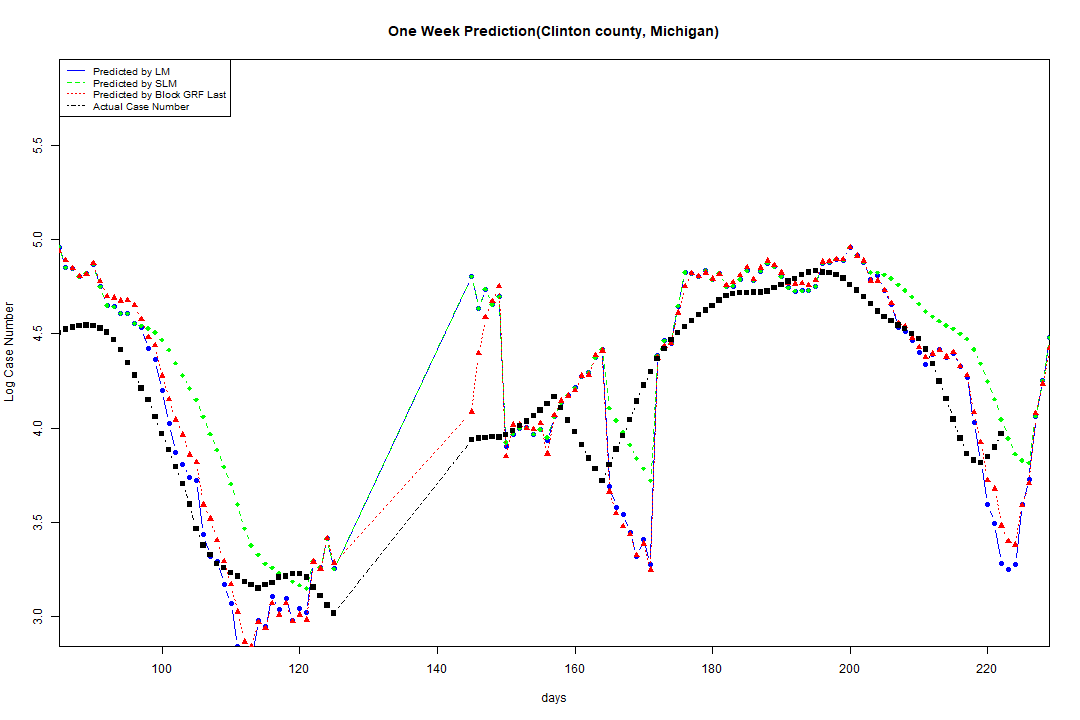 One Week Prediction(Clinton county, Michigan)
Predicted by LM
Predicted by SLM
Predicted by Block GRF Last
Actual Case Number
Log Case Number
5.5
5.0
4.5
4.0
3.5
3.0
100 120 140 160 180 200 220
days